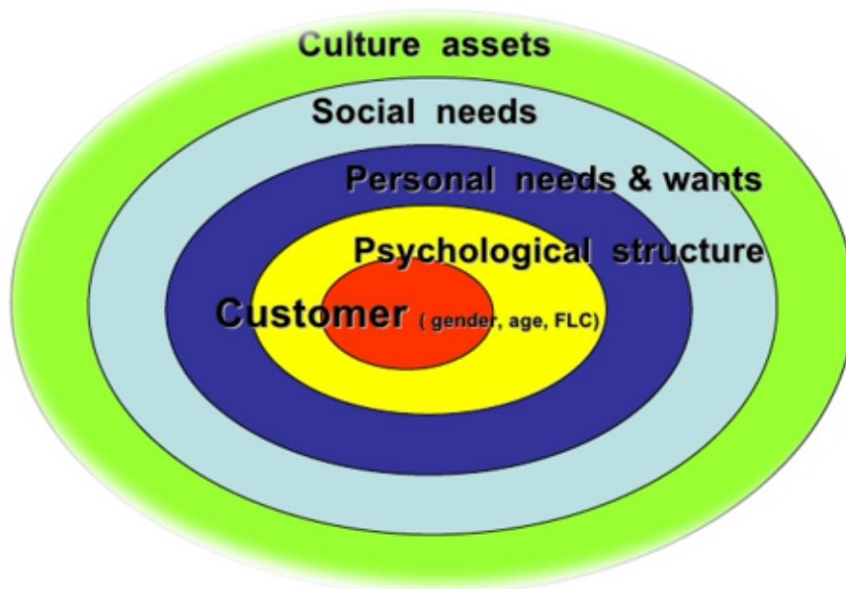 Culture assets
Social needs
Personal needs & wants
Psychological structure
Customer ( gender, age, FLC)